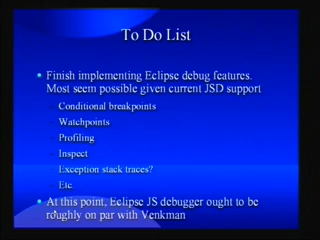 To Do List
• Finish implementing Eclipse debug features.
Most seem possible given current JSD support
– Conditional breakpoints
– Watchpoints
– Profiling
– Inspect
– Exception stack traces?
– Etc
• At this point, Eclipse JS debugger ought to be
roughly on par with Venkman